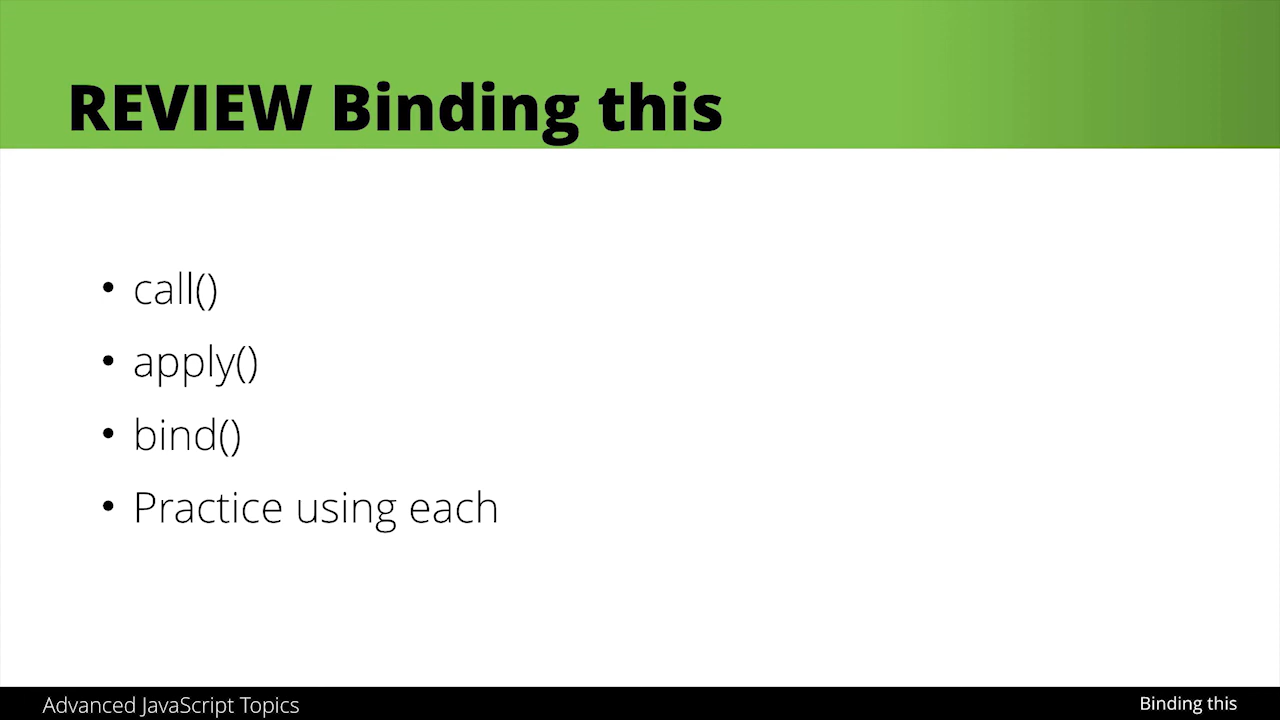 REVIEW Binding this
• call()
• apply()
• bind()
• Practice using each
Advanced JavaScript Topics
Binding this